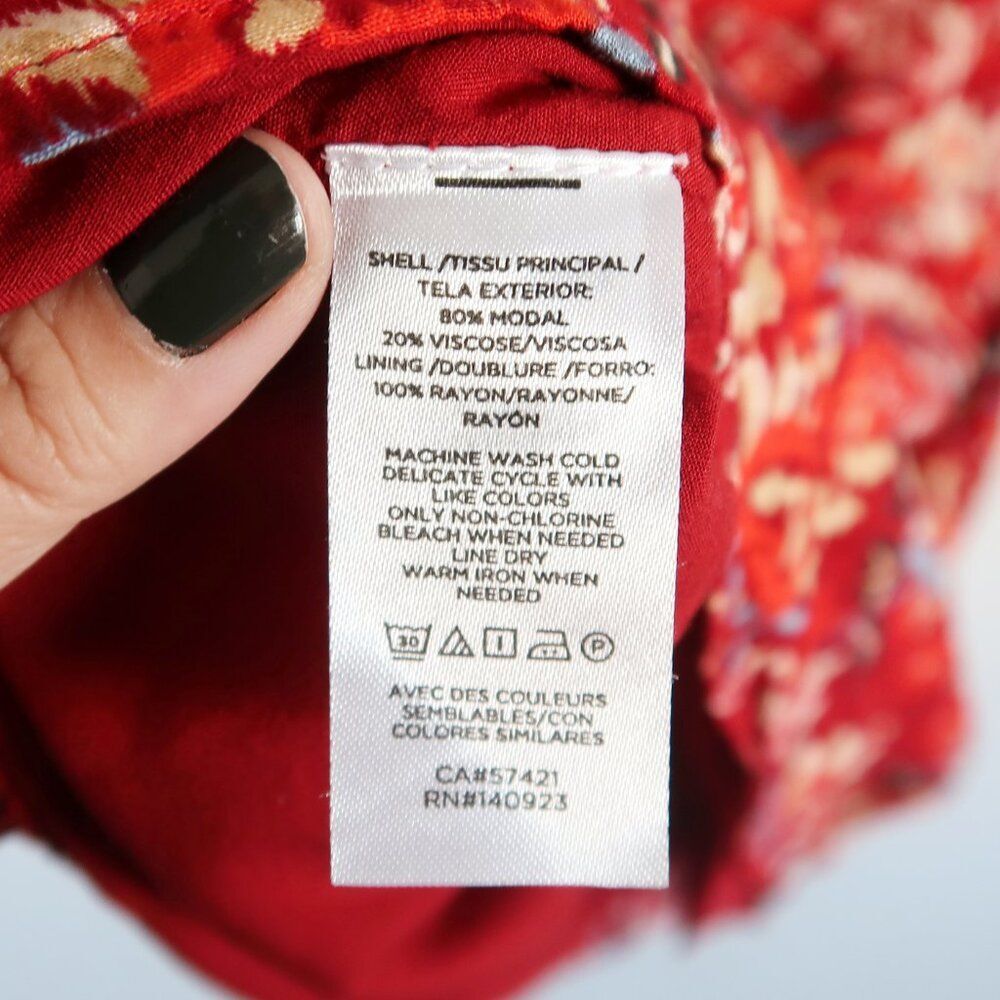 SHELL /TISSU PRINCIPAL /
TELA EXTERIOR:
80% MODAL
20% VISCOSE/VISCOSA
LINING /DOUBLURE /FORRO:
100% RAYON/RAYONNE/
RAYÓN
MACHINE WASH COLD
DELICATE CYCLE WITH
LIKE COLORS
ONLY NON-CHLORINE
BLEACH WHEN NEEDED
LINE DRY
WARM IRON WHEN
NEEDED
30 P
AVEC DES COULEURS
SEMBLABLES/CON
COLORES SIMILARES
CA#57421
RN#140923